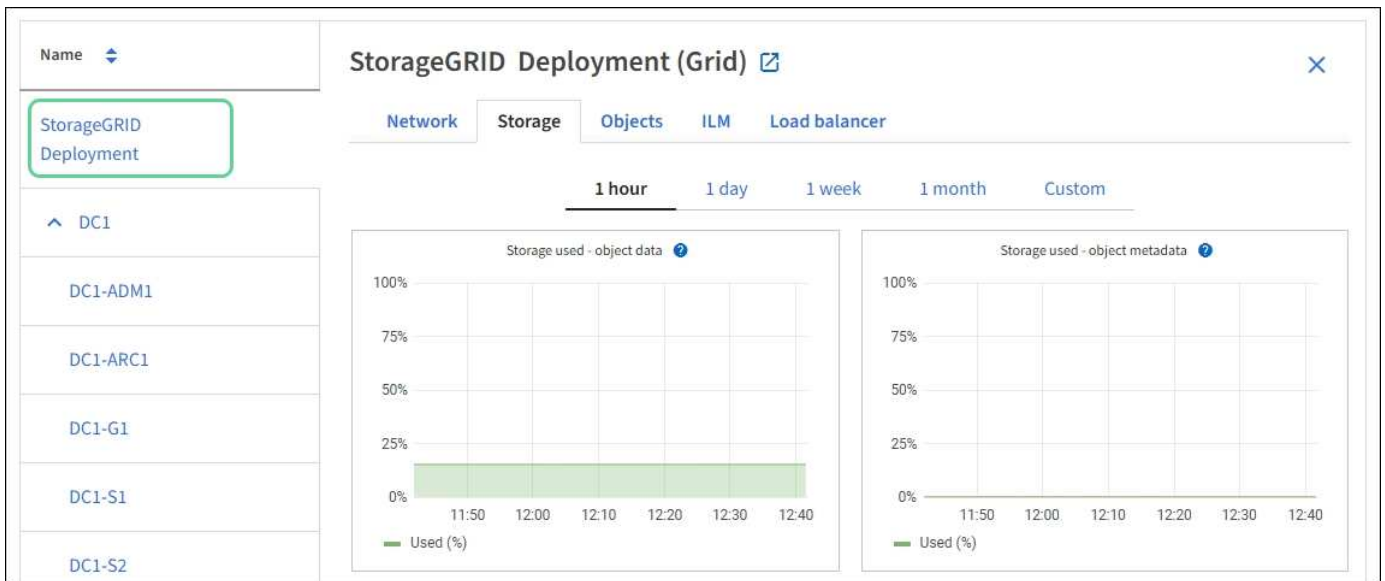 Name
StorageGRID
Deployment
DC1
DC1-ADM1
DC1-ARC1
DC1-G1
DC1-S1
DC1-S2
StorageGRID Deployment (Grid)
Network Storage Objects ILM Load balancer
1 hour 1 day 1 week 1 month Custom
Storage used - object data ?
100%
75%
50%
25%
0%
11:50 12:00 12:10 12:20 12:30 12:40
Used (%)
Storage used - object metadata ?
100%
75%
50%
25%
0%
11:50 12:00 12:10 12:20 12:30 12:40
Used (%)